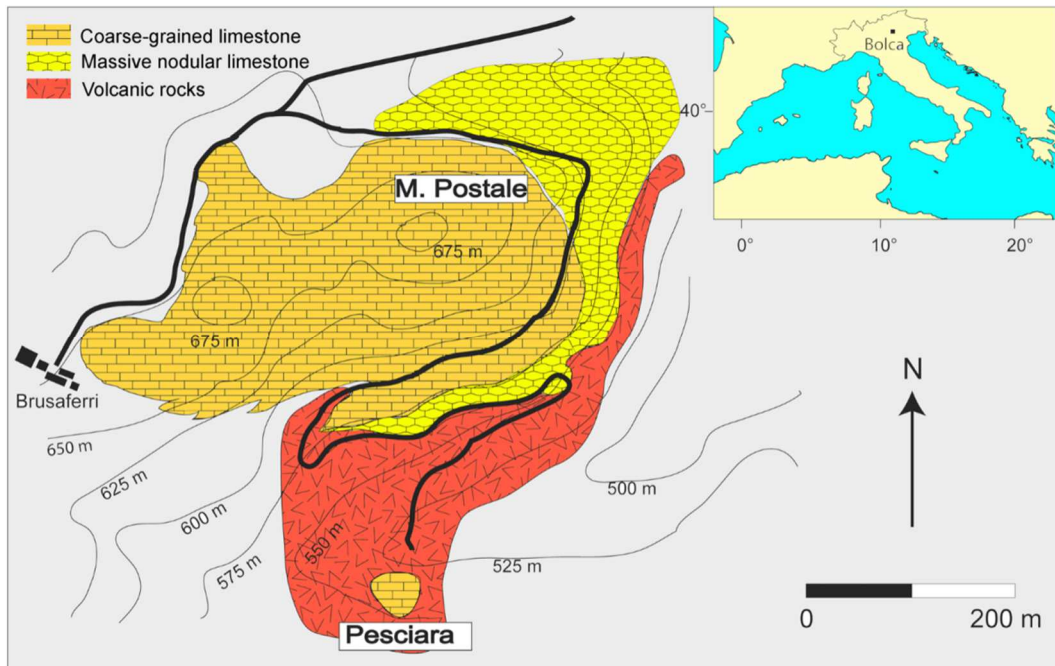 Coarse-grained limestone
Massive nodular limestone
Volcanic rocks
Bolca
40°
0°
10°
20°
M. Postale
675 m
675 m
Brusaferri
650 m
625 m
600 m
575 m
550 m
525 m
500 m
N
0
200 m
Pesciara